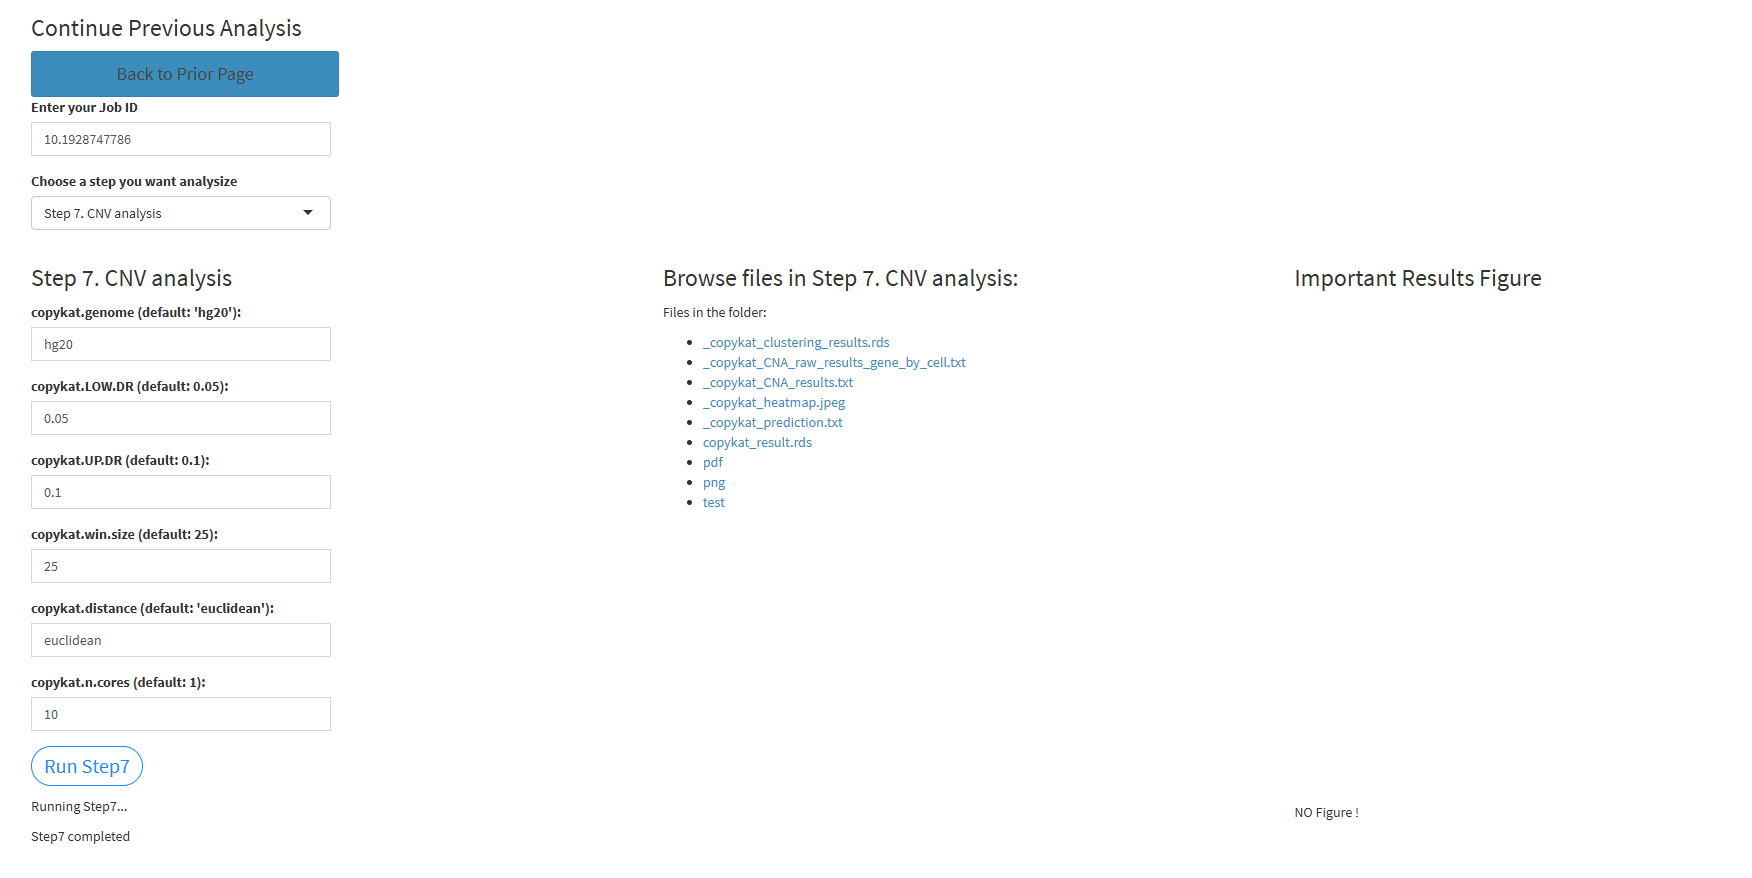 Continue Previous Analysis
Back to Prior Page
Enter your Job ID
10.1928747786
Choose a step you want analysize
Step 7. CNV analysis
Step 7. CNV analysis
copykat.genome (default: 'hg20'):
hg20
copykat.LOW.DR (default: 0.05):
0.05
copykat.UP.DR (default: 0.1):
0.1
copykat.win.size (default: 25):
25
copykat.distance (default: 'euclidean'):
euclidean
copykat.n.cores (default: 1):
10
Run Step7
Running Step7...
Step7 completed
Browse files in Step 7. CNV analysis:
Files in the folder:
_copykat_clustering_results.rds
_copykat_CNA_raw_results_gene_by_cell.txt
_copykat_CNA_results.txt
_copykat_heatmap.jpeg
_copykat_prediction.txt
copykat_result.rds
pdf
png
test
Important Results Figure
NO Figure !